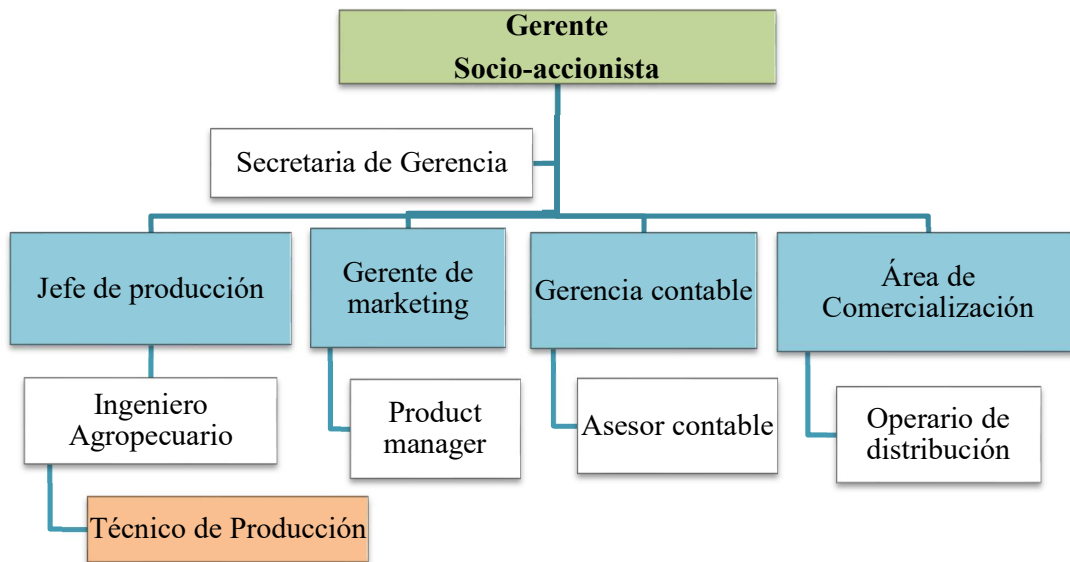 Gerente
Socio-accionista
Secretaria de Gerencia
Jefe de producción
Gerente de
marketing
Gerencia contable
Área de
Comercialización
Ingeniero
Agropecuario
Product
manager
Asesor contable
Operario de
distribución
Técnico de Producción